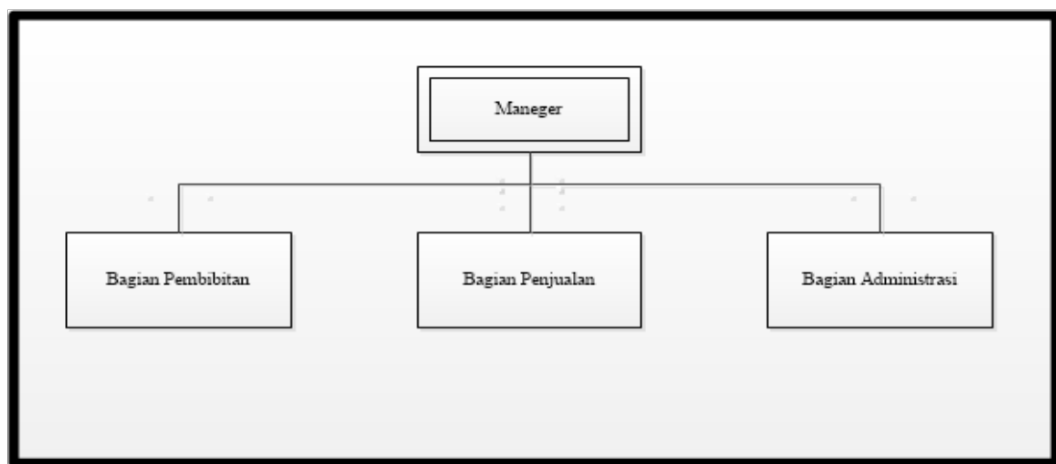 Maneger
Bagian Pembibitan
Bagian Penjualan
Bagian Administrasi